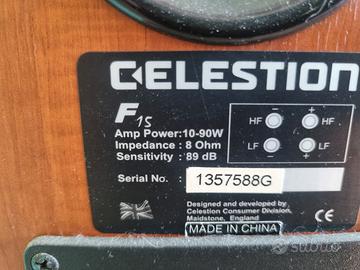 CELESTION
F15
Amp Power:10-90W
Impedance : 8 Ohm
Sensitivity : 89 dB
− +
HF HF
LF LF
− +
Serial No.: 1357588G
Designed and developed by
Celestion Consumer Division,
Maidstone, England.
MADE IN CHINA
CE
subito